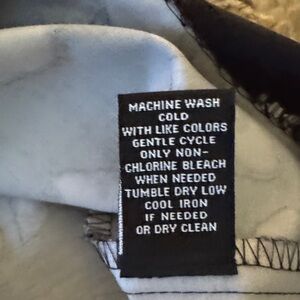 MACHINE WASH
COLD
WITH LIKE COLORS
GENTLE CYCLE
ONLY NON-
CHLORINE BLEACH
WHEN NEEDED
TUMBLE DRY LOW
COOL IRON
IF NEEDED
OR DRY CLEAN